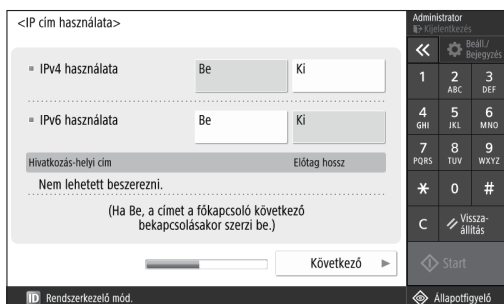 <IP cím használata>
IPv4 használata Be Ki
IPv6 használata Be Ki
Hivatkozás-helyi cím Előtag hossz
Nem lehetett beszerezni.
(Ha Be, a címet a főkapcsoló következő
bekapcsolásakor szerzi be.)
Következő
ID Rendszerkezelő mód.
Administrator
Kijelentkezés
Beáll./
Bejegyzés
1 2 3
ABC DEF
4 5 6
GHI JKL MNO
7 8 9
PQRS TUV WXYZ
* 0 #
C Vissza-
állítás
Start
Állapotfigyelő